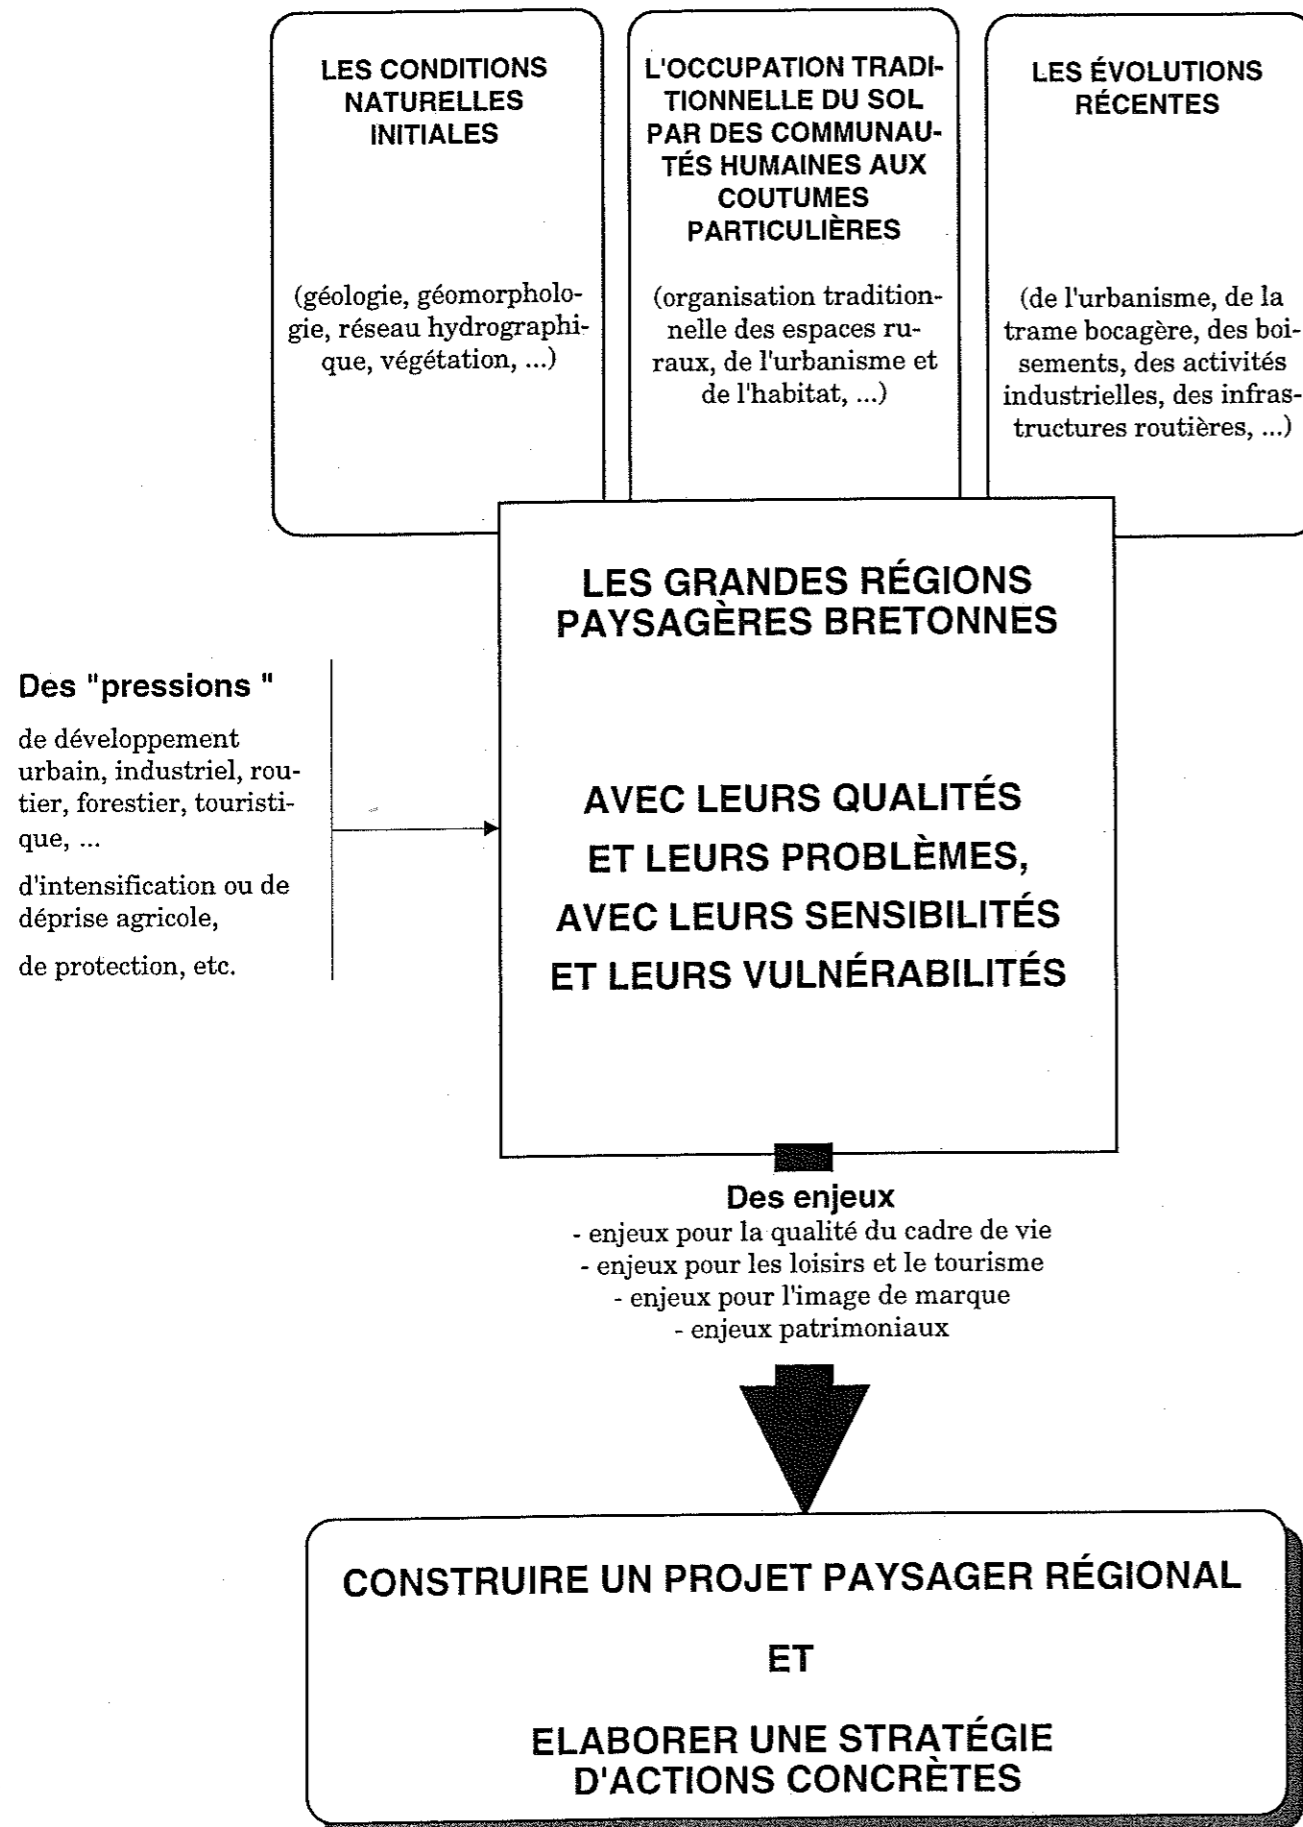 LES CONDITIONS
NATURELLES
INITIALES
(géologie, géomorpholo-
gie, réseau hydrographi-
que, végétation, ...)
L'OCCUPATION TRADI-
TIONNELLE DU SOL
PAR DES COMMUNAU-
TÉS HUMAINES AUX
COUTUMES
PARTICULIÈRES
(organisation tradition-
nelle des espaces ru-
raux, de l'urbanisme et
de l'habitat, ...)
LES ÉVOLUTIONS
RÉCENTES
(de l'urbanisme, de la
trame bocagère, des boi-
sements, des activités
industrielles, des infras-
tructures routières, ...)
LES GRANDES RÉGIONS
PAYSAGÈRES BRETONNES
AVEC LEURS QUALITÉS
ET LEURS PROBLÈMES,
AVEC LEURS SENSIBILITÉS
ET LEURS VULNÉRABILITÉS
Des "pressions "
de développement
urbain, industriel, rou-
tier, forestier, touristi-
que, ...
d'intensification ou de
déprise agricole,
de protection, etc.
Des enjeux
- enjeux pour la qualité du cadre de vie
- enjeux pour les loisirs et le tourisme
- enjeux pour l'image de marque
- enjeux patrimoniaux
CONSTRUIRE UN PROJET PAYSAGER RÉGIONAL
ET
ELABORER UNE STRATÉGIE
D'ACTIONS CONCRÈTES